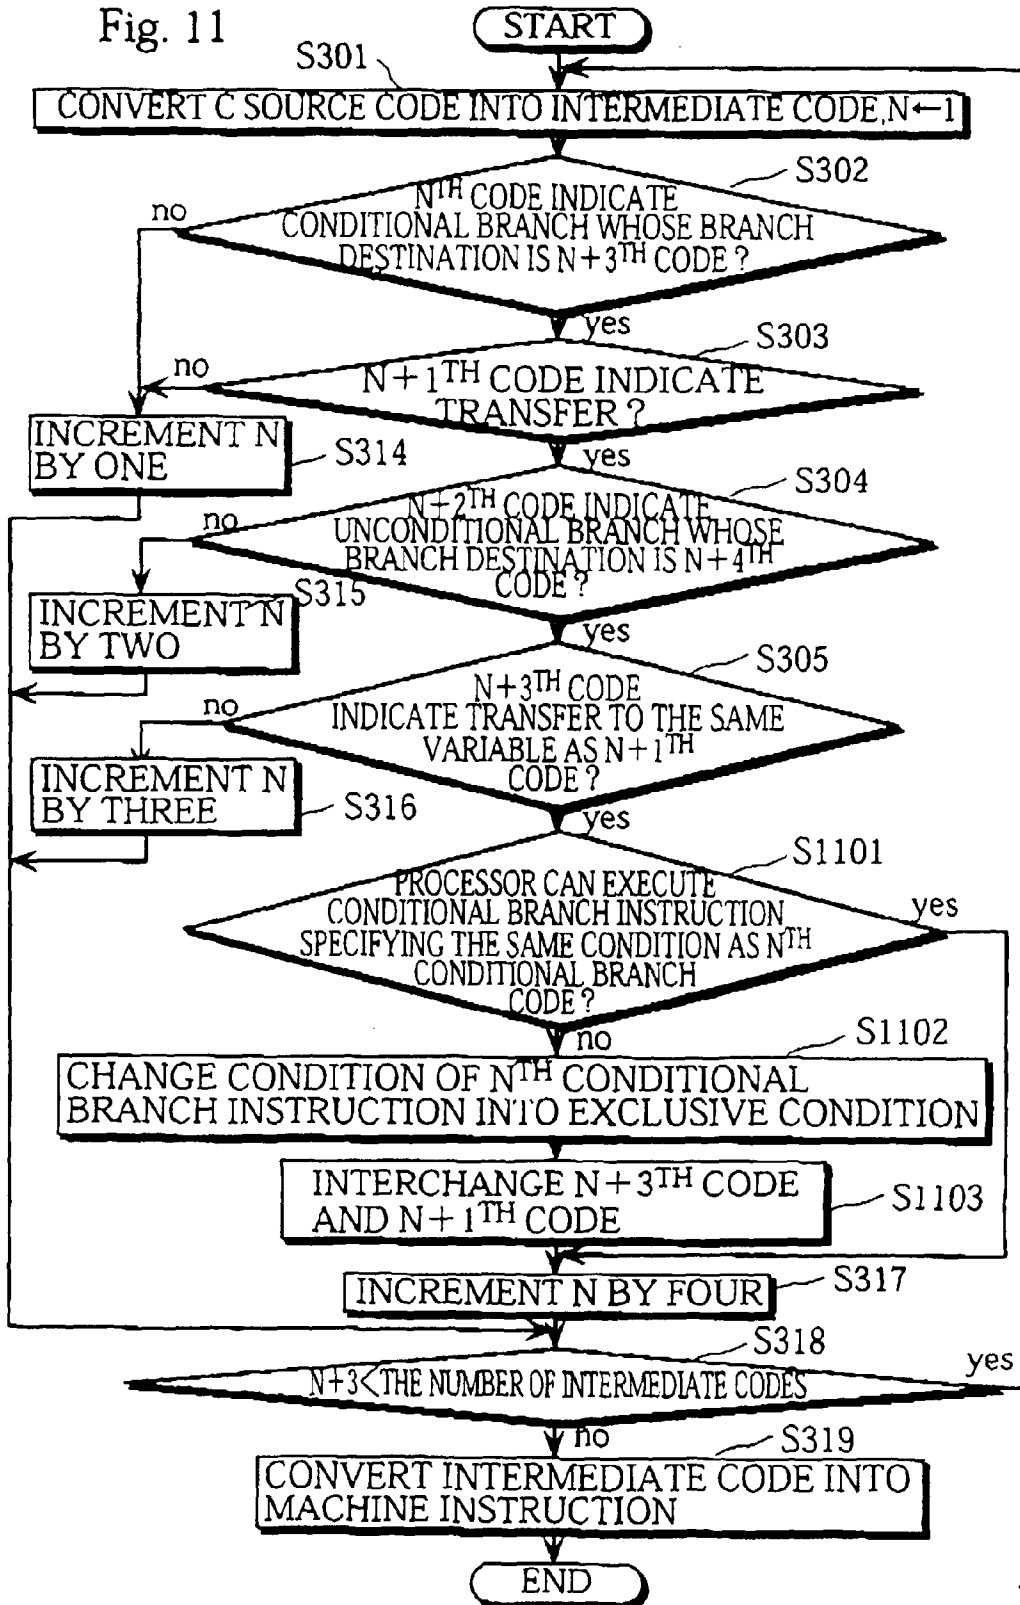 Fig. 11
START
S301
CONVERT C SOURCE CODE INTO INTERMEDIATE CODE,N←1
S302
NTH CODE INDICATE
CONDITIONAL BRANCH WHOSE BRANCH
DESTINATION IS N+3TH CODE?
no
yes
S303
N+1TH CODE INDICATE
TRANSFER?
no
yes
INCREMENT N
BY ONE
S314
S304
N+2TH CODE INDICATE
UNCONDITIONAL BRANCH WHOSE
BRANCH DESTINATION IS N+4TH
CODE?
no
yes
S315
INCREMENT N
BY TWO
S305
N+3TH CODE
INDICATE TRANSFER TO THE SAME
VARIABLE AS N+1TH
CODE?
no
yes
INCREMENT N
BY THREE
S316
S1101
PROCESSOR CAN EXECUTE
CONDITIONAL BRANCH INSTRUCTION
SPECIFYING THE SAME CONDITION AS NTH
CONDITIONAL BRANCH
CODE?
yes
no
S1102
CHANGE CONDITION OF NTH CONDITIONAL
BRANCH INSTRUCTION INTO EXCLUSIVE CONDITION
INTERCHANGE N+3TH CODE
AND N+1TH CODE
S1103
INCREMENT N BY FOUR
S317
S318
N+3<THE NUMBER OF INTERMEDIATE CODES
yes
no
S319
CONVERT INTERMEDIATE CODE INTO
MACHINE INSTRUCTION
END